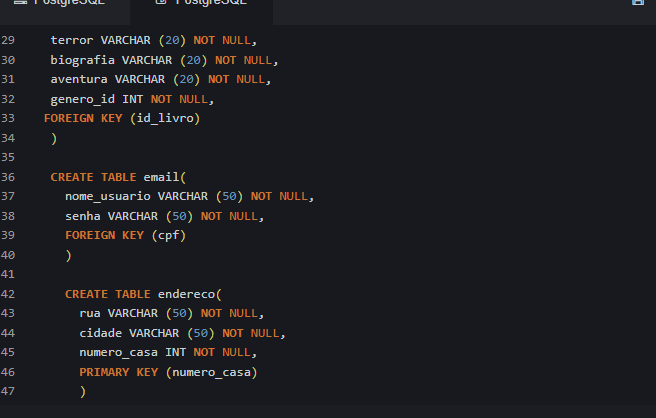 PostgreSQL PostgreSQL
29 terror VARCHAR (20) NOT NULL,
30 biografia VARCHAR (20) NOT NULL,
31 aventura VARCHAR (20) NOT NULL,
32 genero_id INT NOT NULL,
33 FOREIGN KEY (id_livro)
34 )
35
36 CREATE TABLE email(
37 nome_usuario VARCHAR (50) NOT NULL,
38 senha VARCHAR (50) NOT NULL,
39 FOREIGN KEY (cpf)
40 )
41
42 CREATE TABLE endereco(
43 rua VARCHAR (50) NOT NULL,
44 cidade VARCHAR (50) NOT NULL,
45 numero_casa INT NOT NULL,
46 PRIMARY KEY (numero_casa)
47 )